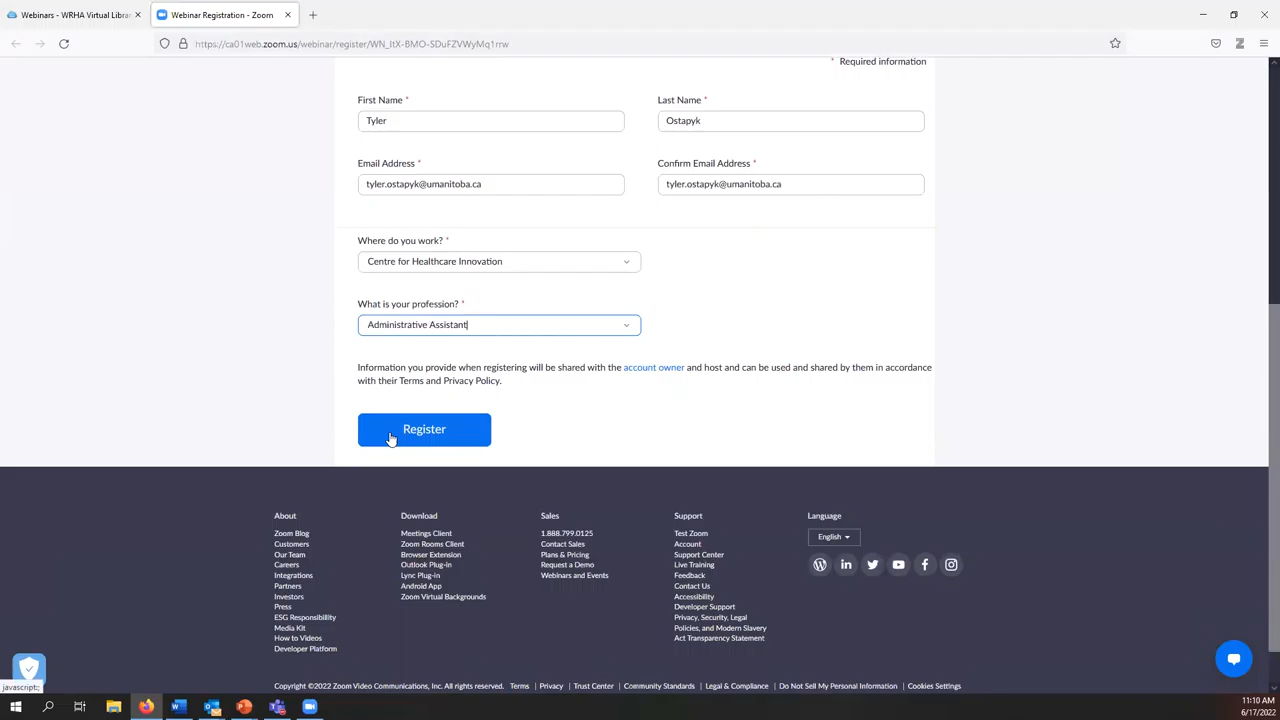 Webinars - WRHA Virtual Librar
Webinar Registration - Zoom
https://ca01web.zoom.us/webinar/register/WN_ItX-BMO-SDuFZVWyMq1rrw
* Required information
First Name *
Last Name *
Tyler
Ostapyk
Email Address *
Confirm Email Address *
tyler.ostapyk@umanitoba.ca
tyler.ostapyk@umanitoba.ca
Where do you work? *
Centre for Healthcare Innovation
What is your profession? *
Administrative Assistant
Information you provide when registering will be shared with the account owner and host and can be used and shared by them in accordance
with their Terms and Privacy Policy.
Register
About
Zoom Blog
Customers
Our Team
Careers
Integrations
Partners
Investors
Press
ESG Responsibility
Media Kit
How to Videos
Developer Platform
Download
Meetings Client
Zoom Rooms Client
Browser Extension
Outlook Plug-in
Lync Plug-in
Android App
Zoom Virtual Backgrounds
Sales
1.888.799.0125
Contact Sales
Plans & Pricing
Request a Demo
Webinars and Events
Support
Test Zoom
Account
Support Center
Live Training
Feedback
Contact Us
Accessibility
Developer Support
Privacy, Security, Legal
Policies, and Modern Slavery
Act Transparency Statement
Language
English
javascript:;
Copyright ©2022 Zoom Video Communications, Inc. All rights reserved. Terms | Privacy | Trust Center | Community Standards | Legal & Compliance | Do Not Sell My Personal Information | Cookies Settings
11:10 AM
6/17/2022